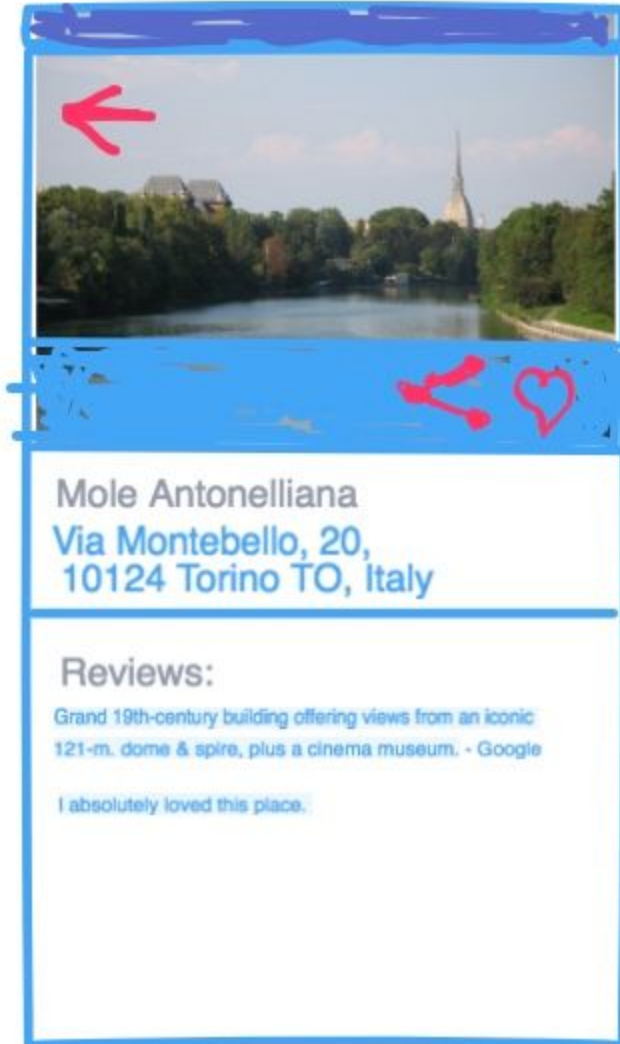 Mole Antonelliana
Via Montebello, 20,
10124 Torino TO, Italy
Reviews:
Grand 19th-century building offering views from an iconic
121-m. dome & spire, plus a cinema museum. - Google
I absolutely loved this place.